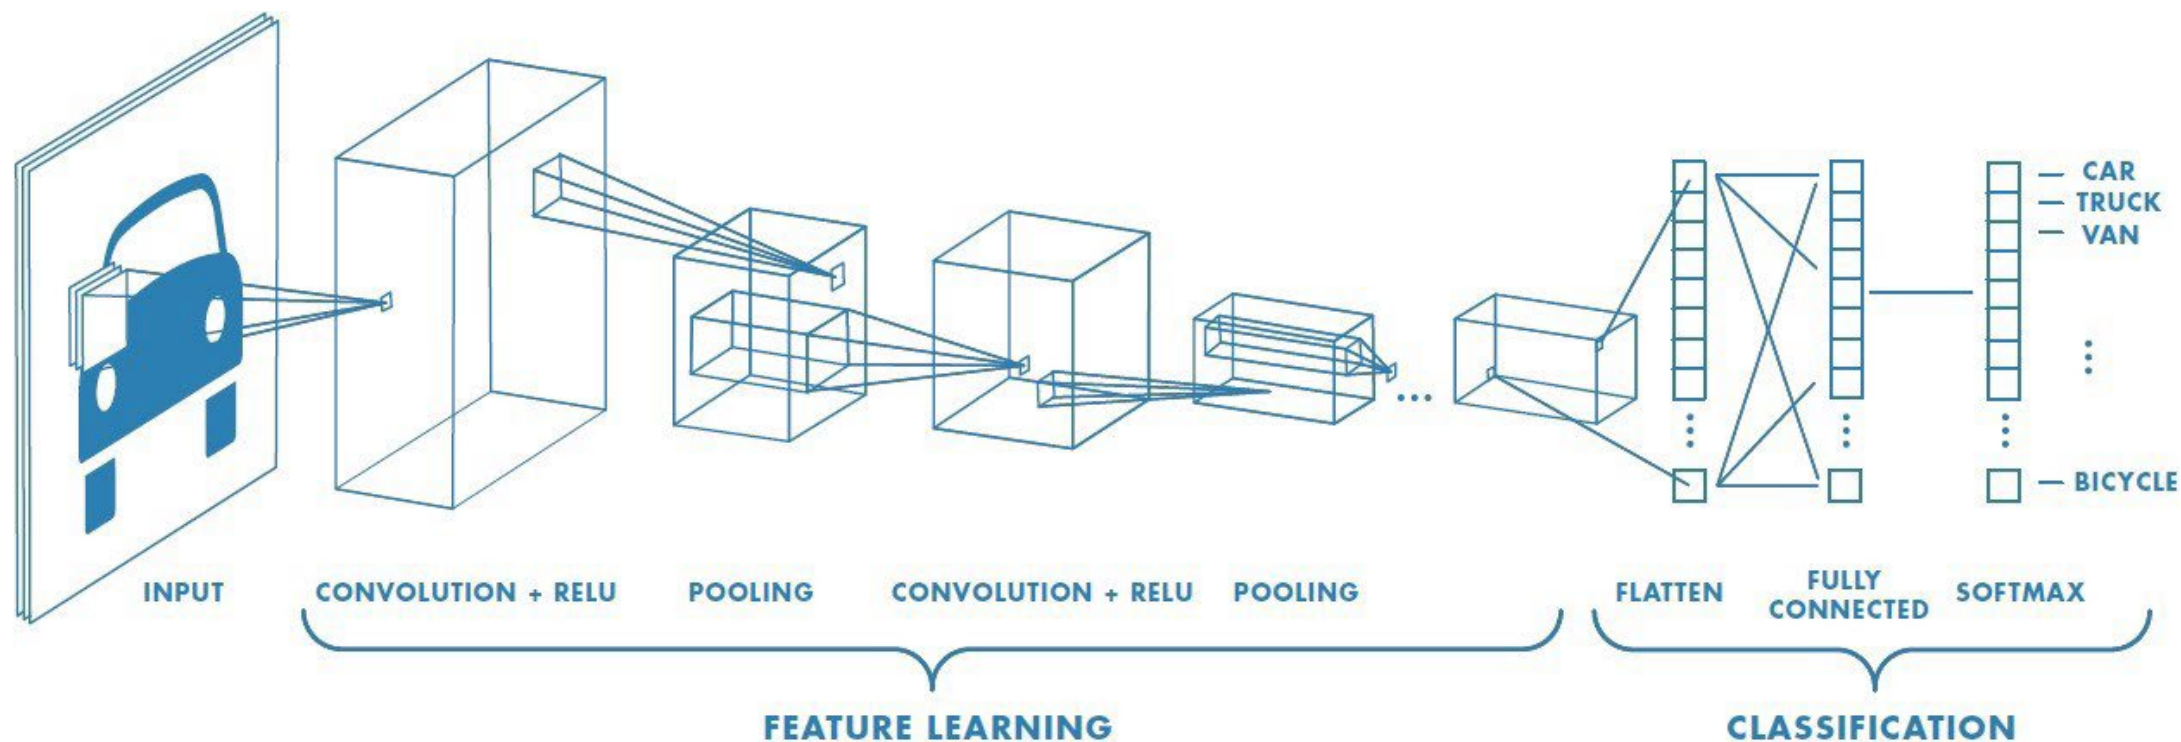 CAR
TRUCK
VAN
BICYCLE
INPUT
CONVOLUTION + RELU
POOLING
CONVOLUTION + RELU
POOLING
FLATTEN
FULLY
CONNECTED
SOFTMAX
FEATURE LEARNING
CLASSIFICATION